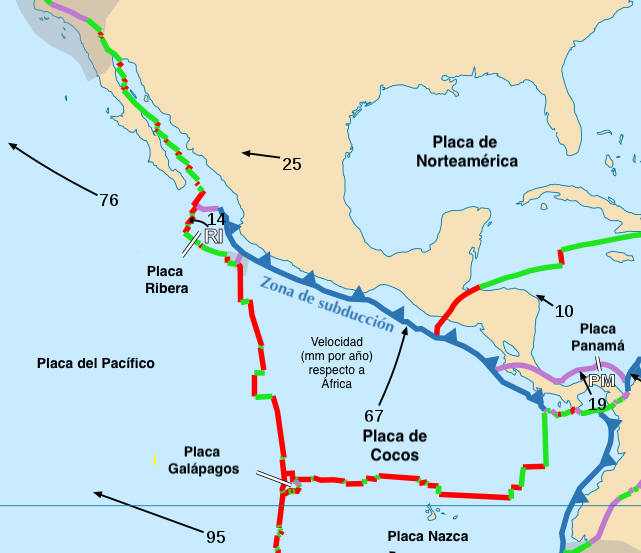 Placa de
Norteamérica
25
76
14
RI
Placa
Ribera
Zona de subducción
10
Placa
Panamá
Velocidad
(mm por año)
respecto a
África
Placa del Pacífico
PM
19
67
Placa de
Cocos
Placa
Galápagos
95
Placa Nazca